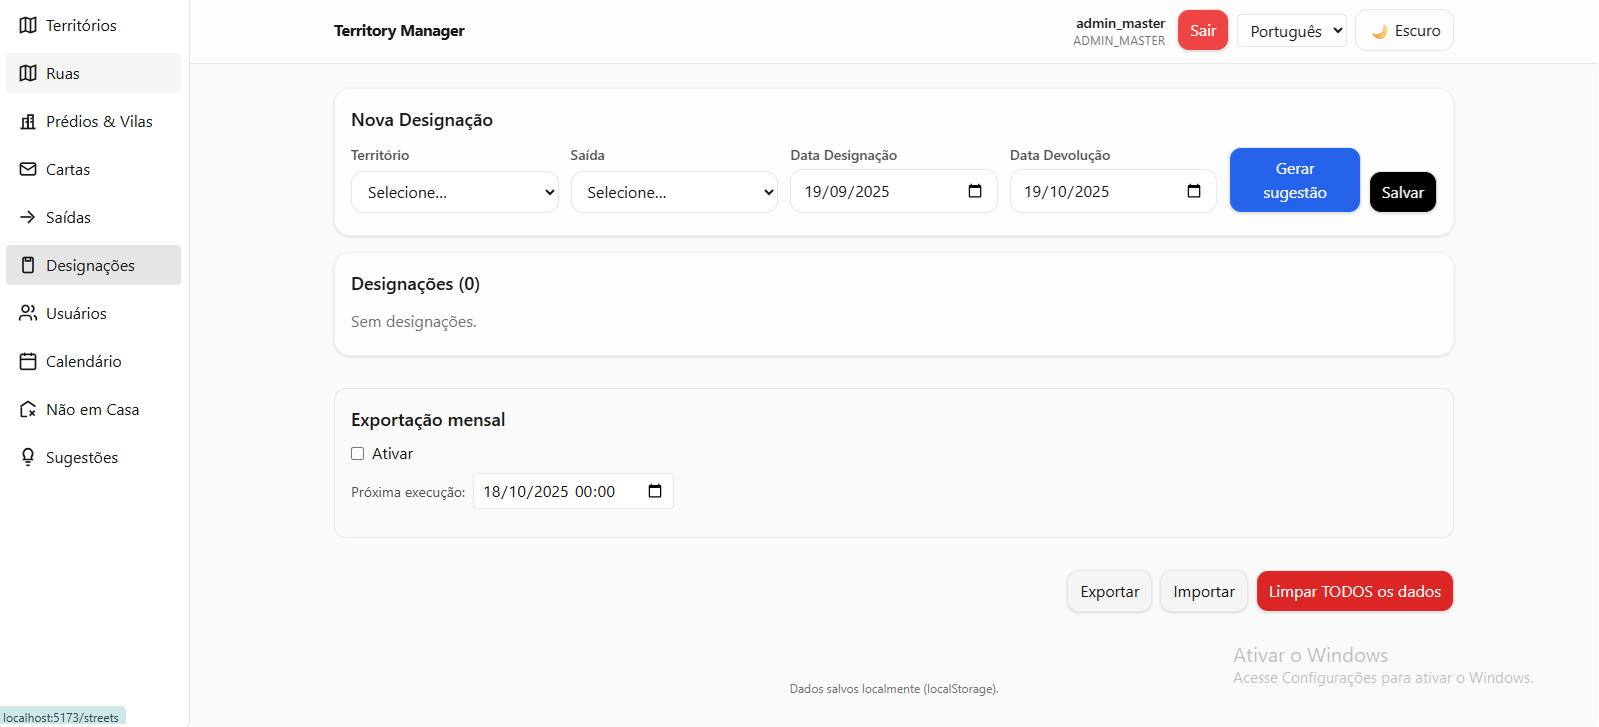 Territórios
Ruas
Prédios & Vilas
Cartas
Saídas
Designações
Usuários
Calendário
Não em Casa
Sugestões
localhost:5173/streets
Territory Manager
admin_master
ADMIN_MASTER
Sair
Português
🌙 Escuro
Nova Designação
Território
Selecione...
Saída
Selecione...
Data Designação
19/09/2025
Data Devolução
19/10/2025
Gerar
sugestão
Salvar
Designações (0)
Sem designações.
Exportação mensal
Ativar
Próxima execução: 18/10/2025 00:00
Exportar
Importar
Limpar TODOS os dados
Ativar o Windows
Acesse Configurações para ativar o Windows.
Dados salvos localmente (localStorage).